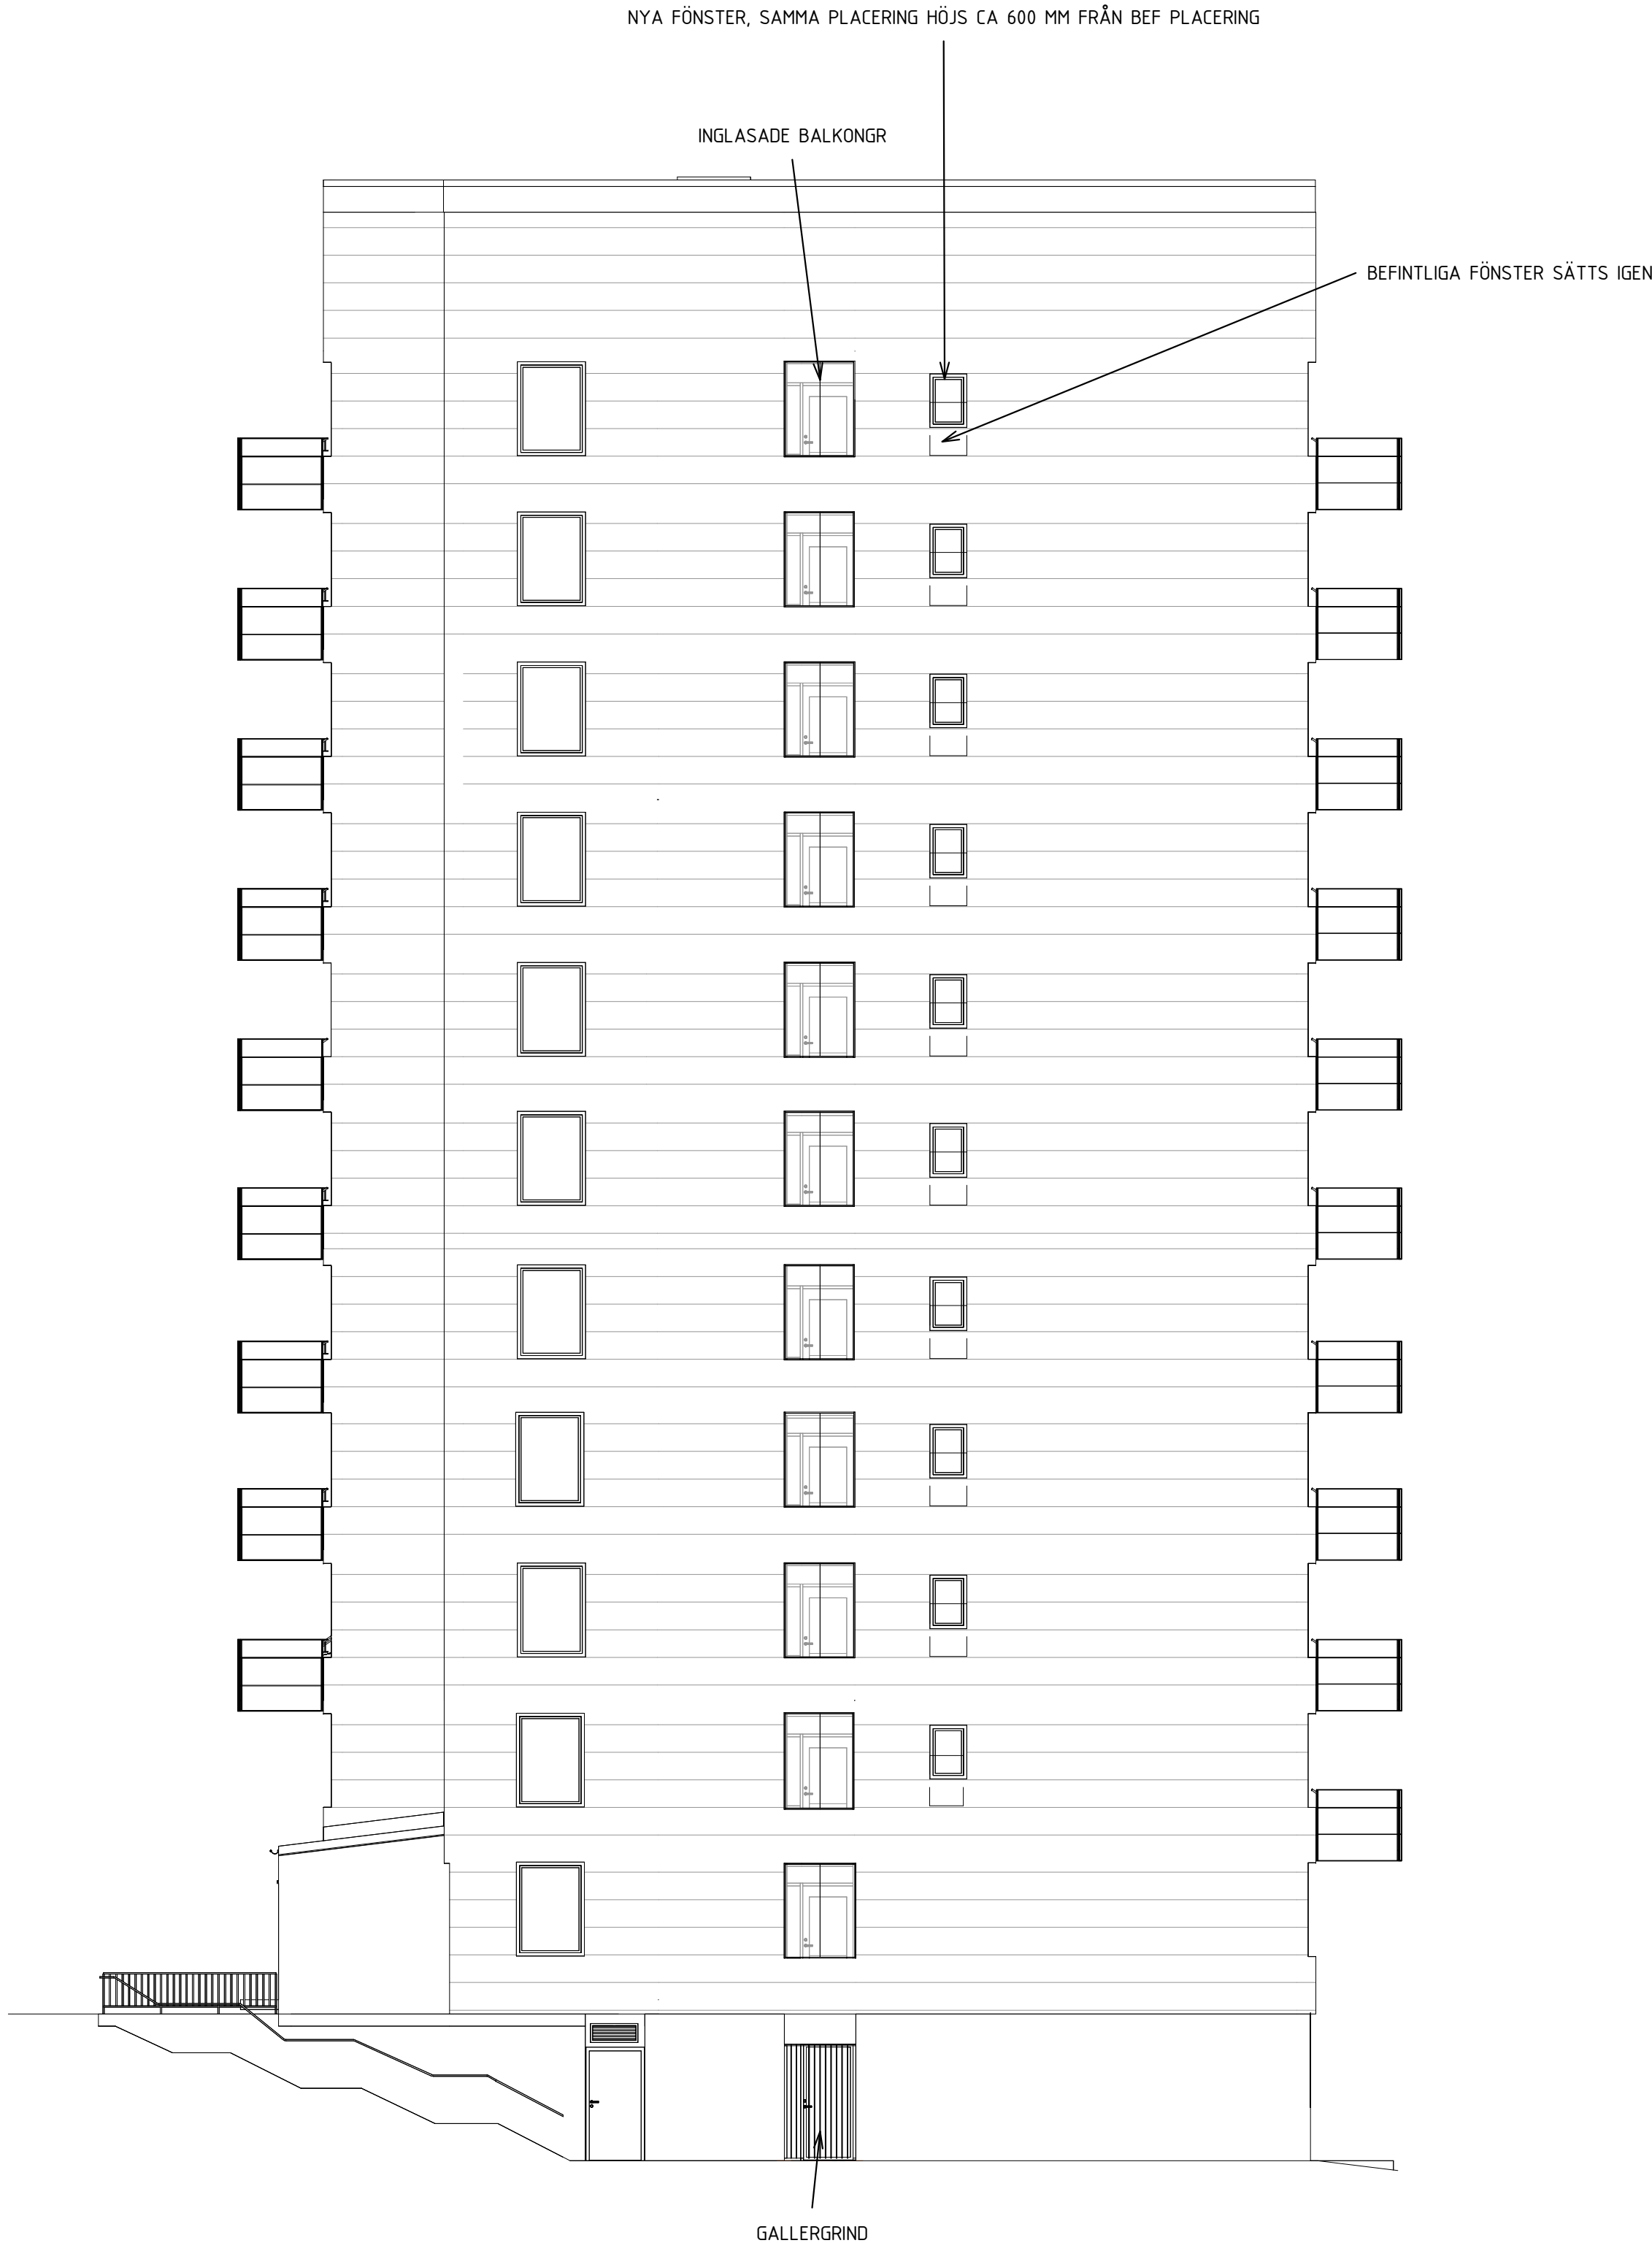 NYA FÖNSTER, SAMMA PLACERING HÖJS CA 600 MM FRÅN BEF PLACERING
INGLASADE BALKONGR
BEFINTLIGA FÖNSTER SÄTTS IGEN
GALLERGRIND